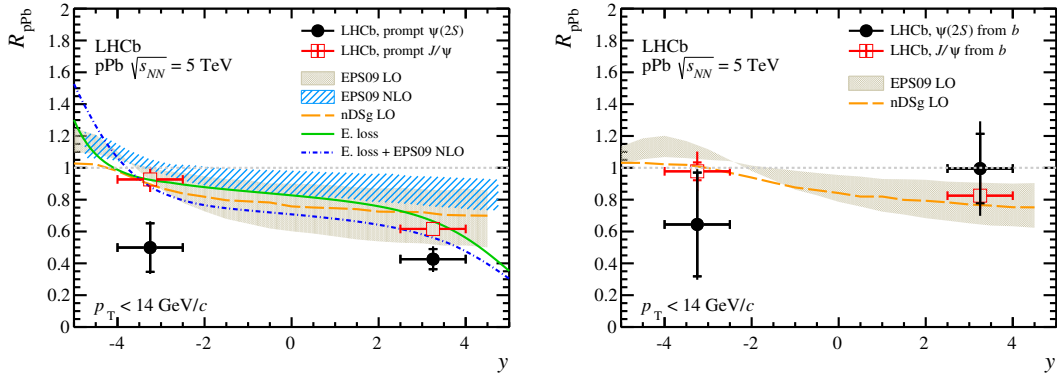 R_pPb
2
1.8
1.6
1.4
1.2
1
0.8
0.6
0.4
0.2
0
LHCb
pPb √s_NN = 5 TeV
LHCb, prompt ψ(2S)
LHCb, prompt J/ψ
EPS09 LO
EPS09 NLO
nDSg LO
E. loss
E. loss + EPS09 NLO
p_T < 14 GeV/c
-4 -2 0 2 4
y
R_pPb
2
1.8
1.6
1.4
1.2
1
0.8
0.6
0.4
0.2
0
LHCb
pPb √s_NN = 5 TeV
LHCb, ψ(2S) from b
LHCb, J/ψ from b
EPS09 LO
nDSg LO
p_T < 14 GeV/c
-4 -2 0 2 4
y